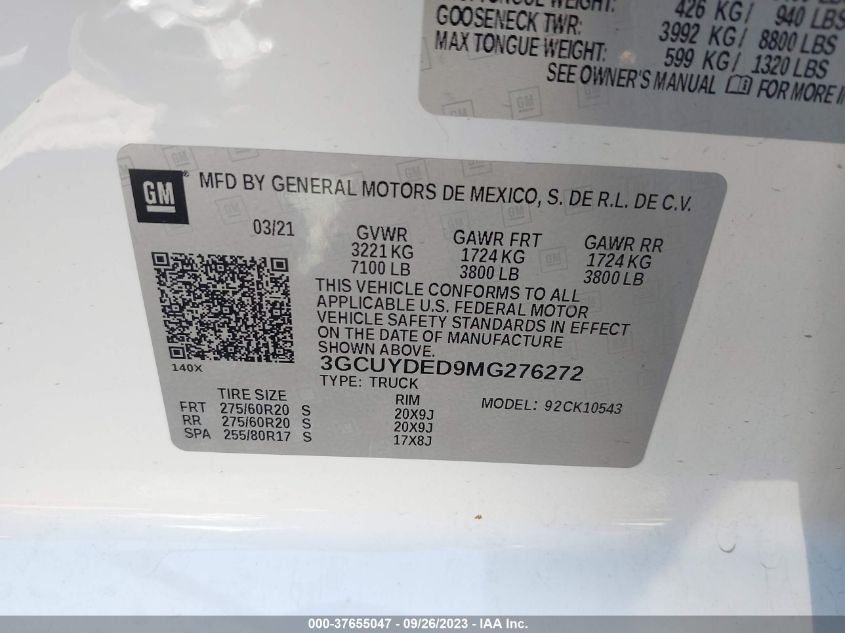 TONGUE WEIGHT: 426 KG/ 940 LBS
GOOSENECK TWR: 3992 KG/ 8800 LBS
MAX TONGUE WEIGHT: 599 KG/ 1320 LBS
SEE OWNER'S MANUAL FOR MORE
GM MFD BY GENERAL MOTORS DE MEXICO, S. DE R.L. DE C.V.
03/21 GVWR GAWR FRT GAWR RR
3221 KG 1724 KG 1724 KG
7100 LB 3800 LB 3800 LB
THIS VEHICLE CONFORMS TO ALL
APPLICABLE U.S. FEDERAL MOTOR
VEHICLE SAFETY STANDARDS IN EFFECT
ON THE DATE OF MANUFACTURE
SHOWN ABOVE.
140X
3GCUYDED9MG276272
TYPE: TRUCK
TIRE SIZE RIM MODEL: 92CK10543
FRT 275/60R20 S 20X9J
RR 275/60R20 S 20X9J
SPA 255/80R17 S 17X8J
000-37655047 - 09/26/2023 - IAA Inc.